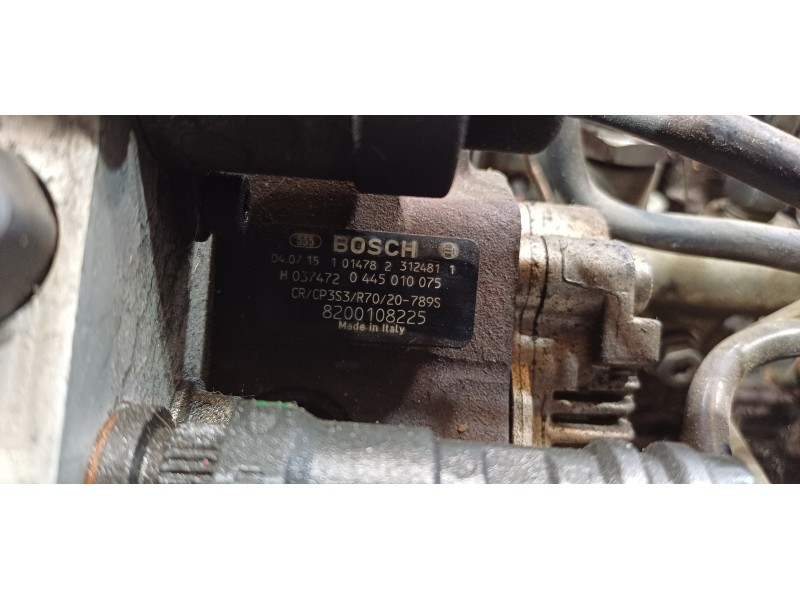 555 BOSCH
04.07.15 1 01478 2 312481 1
H 037472 0 445 010 075
CR/CP3S3/R70/20-789S
8200108225
Made in Italy